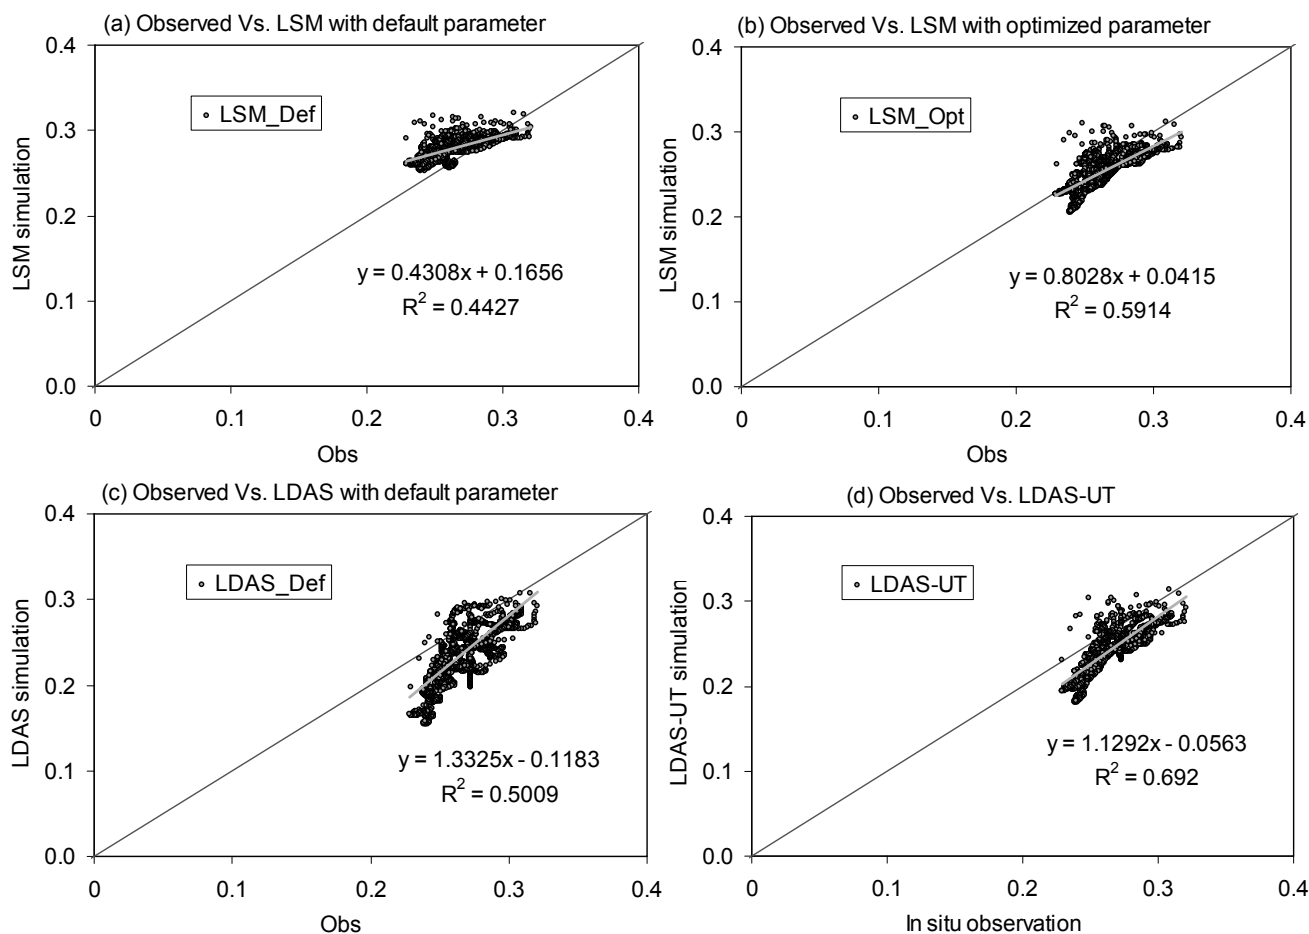 (a) Observed Vs. LSM with default parameter
0.4
0.3
0.2
0.1
0.0
LSM simulation
LSM_Def
y = 0.4308x + 0.1656
R² = 0.4427
0
0.1
0.2
0.3
0.4
Obs
(b) Observed Vs. LSM with optimized parameter
0.4
0.3
0.2
0.1
0.0
LSM simulation
LSM_Opt
y = 0.8028x + 0.0415
R² = 0.5914
0
0.1
0.2
0.3
0.4
Obs
(c) Observed Vs. LDAS with default parameter
0.4
0.3
0.2
0.1
0.0
LDAS simulation
LDAS_Def
y = 1.3325x - 0.1183
R² = 0.5009
0
0.1
0.2
0.3
0.4
Obs
(d) Observed Vs. LDAS-UT
0.4
0.3
0.2
0.1
0.0
LDAS-UT simulation
LDAS-UT
y = 1.1292x - 0.0563
R² = 0.692
0
0.1
0.2
0.3
0.4
In situ observation